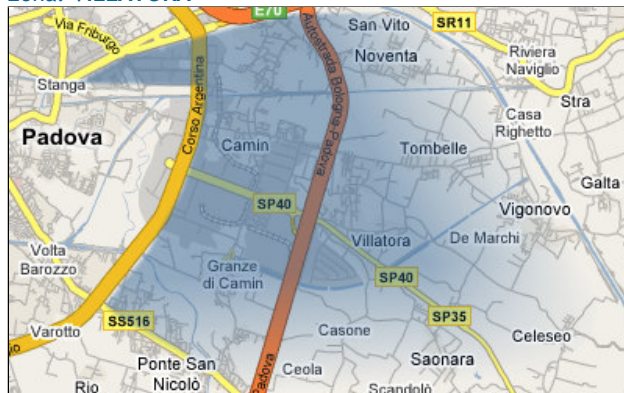 E70
SR11
San Vito
Via Friburgo
Noventa
Riviera
Naviglio
Stanga
Autostrada Bologna Padova
Corso Argentina
Stra
Casa
Righetto
Padova
Camin
Tombelle
Galta
SP40
Vigonovo
Villatora
De Marchi
Volta
Barozzo
Granze
di Camin
SP40
SS516
SP35
Varotto
Casone
Celeseo
Ponte San
Nicolò
Saonara
Ceola
Padova
Rio
Scandolò